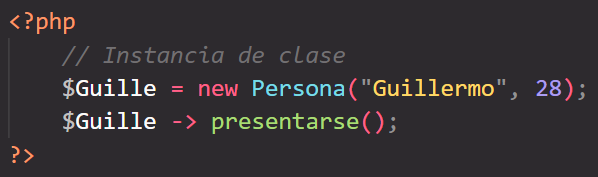 <?php
// Instancia de clase
$Guille = new Persona("Guillermo", 28);
$Guille -> presentarse();
?>